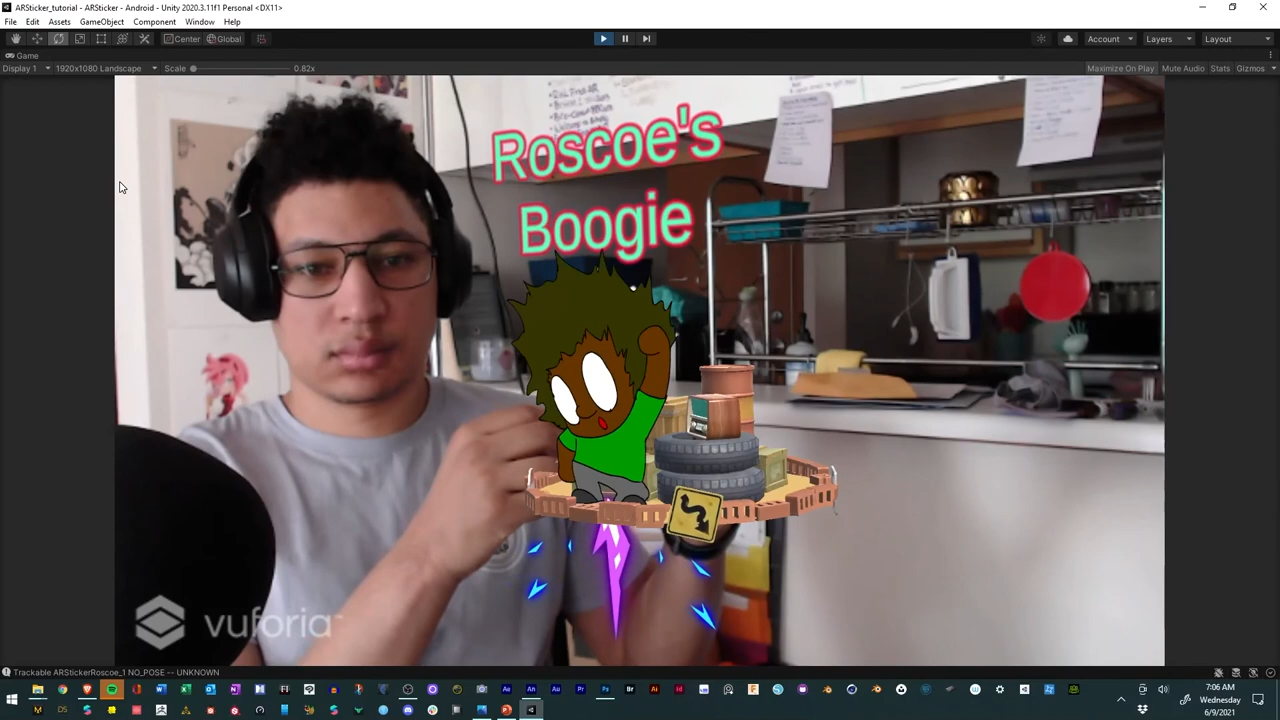 ARSticker_tutorial - ARSticker - Android - Unity 2020.3.11f1 Personal <DX11>
File Edit Assets GameObject Component Window Help
Center Global Account Layers Layout
Game
Display 1 1920x1080 Landscape Scale 0.82x Maximize On Play Mute Audio Stats Gizmos
Roscoe's
Boogie
vuforia
Trackable ARStickerRoscoe_1 NO_POSE -- UNKNOWN
7:06 AM
Wednesday
6/9/2021